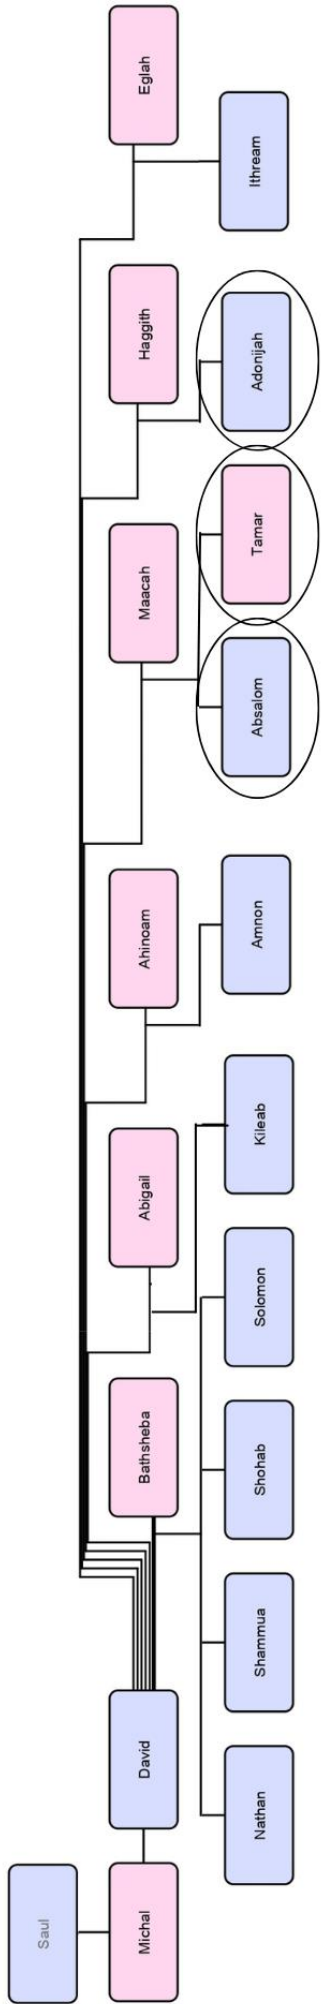 Saul
Michal
David
Bathsheba
Abigail
Ahinoam
Maacah
Haggith
Eglah
Nathan
Shammua
Shohab
Solomon
Kileab
Amnon
Absalom
Tamar
Adonijah
Ithream